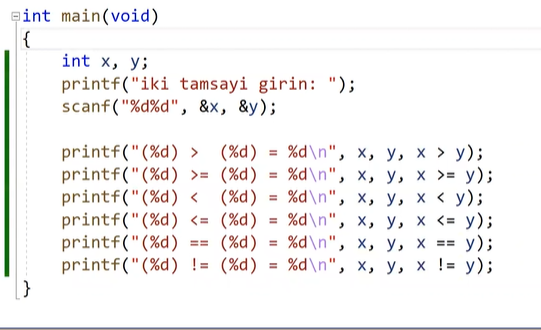 int main(void)
{
    int x, y;
    printf("iki tamsayi girin: ");
    scanf("%d%d", &x, &y);

    printf("(%d) >  (%d) = %d\n", x, y, x > y);
    printf("(%d) >= (%d) = %d\n", x, y, x >= y);
    printf("(%d) <  (%d) = %d\n", x, y, x < y);
    printf("(%d) <= (%d) = %d\n", x, y, x <= y);
    printf("(%d) == (%d) = %d\n", x, y, x == y);
    printf("(%d) != (%d) = %d\n", x, y, x != y);
}